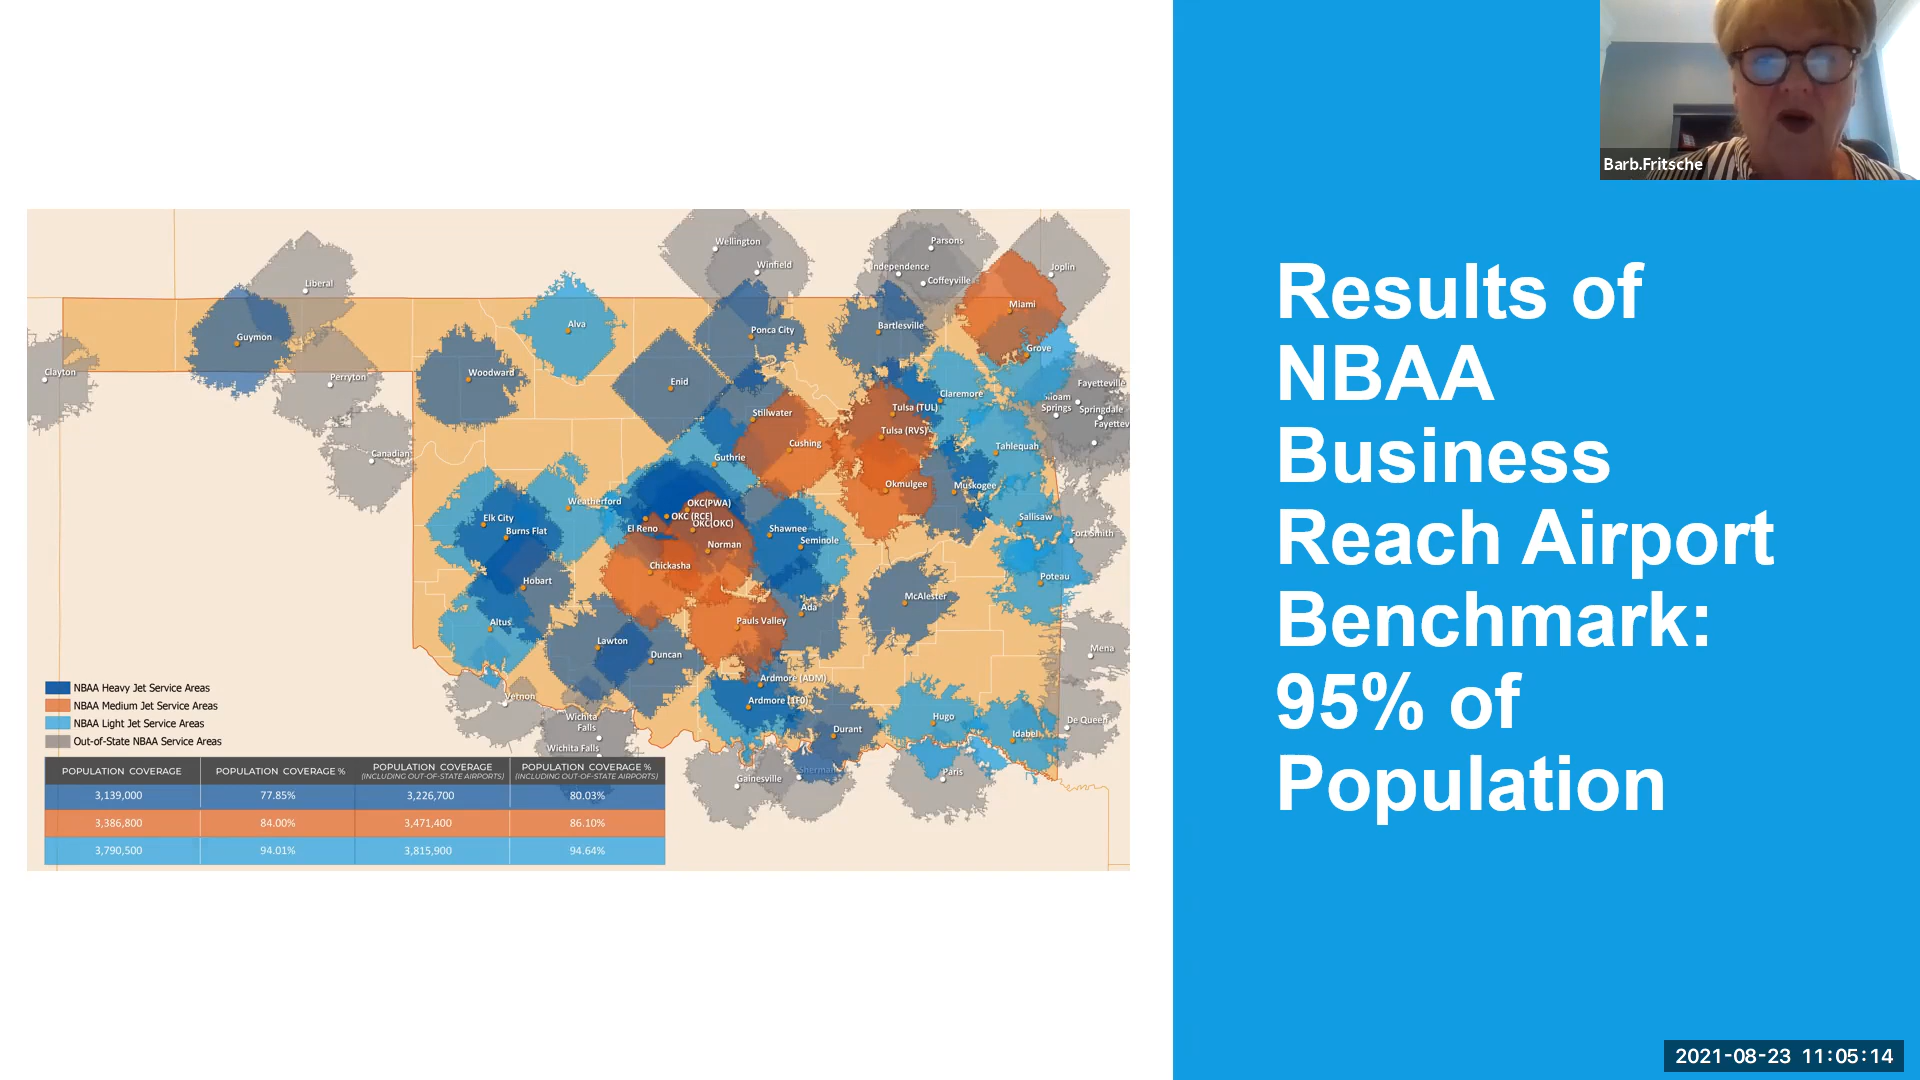 Barb.Fritsche
Results of
NBAA
Business
Reach Airport
Benchmark:
95% of
Population
Wellington
Winfield
Parsons
Independence
Coffeyville
Joplin
Liberal
Miami
Guymon
Alva
Ponca City
Bartlesville
Grove
Clayton
Perryton
Woodward
Enid
Claremore
Fayetteville
Springs
Springdale
Stillwater
Tulsa (TUL)
Tulsa (RVS)
Cushing
Tahlequah
Canadian
Guthrie
Okmulgee
Muskogee
Weatherford
OKC(PWA)
OKC (RCE)
OKC(OKC)
El Reno
Elk City
Burns Flat
Shawnee
Seminole
Sallisaw
Fort Smith
Norman
Chickasha
Hobart
Poteau
McAlester
Ada
Altus
Pauls Valley
Lawton
Duncan
Mena
Ardmore (ADM)
Ardmore (1F0)
Vernon
Wichita
Falls
Wichita Falls
Durant
Hugo
De Queen
Idabel
Sherman
Gainesville
Paris
NBAA Heavy Jet Service Areas
NBAA Medium Jet Service Areas
NBAA Light Jet Service Areas
Out-of-State NBAA Service Areas
POPULATION COVERAGE POPULATION COVERAGE % POPULATION COVERAGE (INCLUDING OUT-OF-STATE AIRPORTS) POPULATION COVERAGE % (INCLUDING OUT-OF-STATE AIRPORTS)
3,139,000 77.85% 3,226,700 80.03%
3,386,800 84.00% 3,471,400 86.10%
3,790,500 94.01% 3,815,900 94.64%
2021-08-23 11:05:14